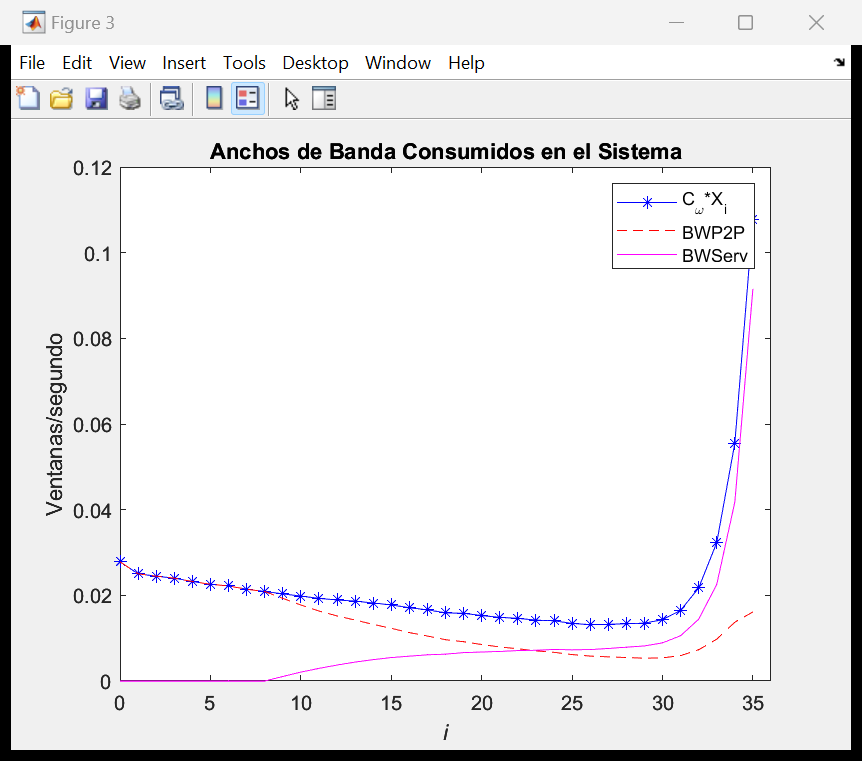 Figure 3
File Edit View Insert Tools Desktop Window Help
Anchos de Banda Consumidos en el Sistema
C_ω*X_i
BWP2P
BWServ
Ventanas/segundo
0.12
0.1
0.08
0.06
0.04
0.02
0
0 5 10 15 20 25 30 35
i